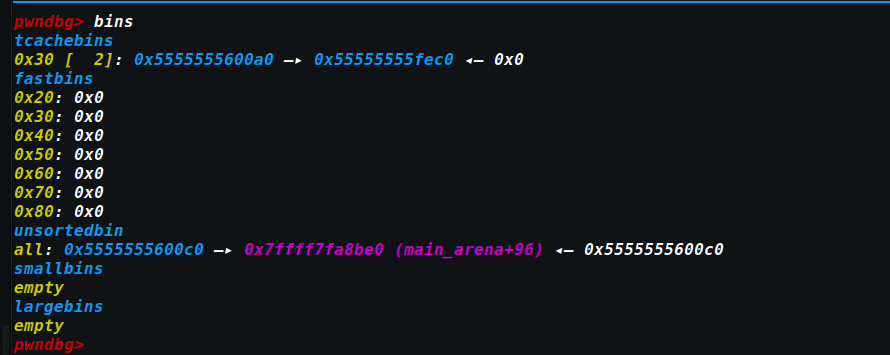 pwndbg> bins
tcachebins
0x30 [  2]: 0x5555555600a0 —▸ 0x55555555fec0 ◂— 0x0
fastbins
0x20: 0x0
0x30: 0x0
0x40: 0x0
0x50: 0x0
0x60: 0x0
0x70: 0x0
0x80: 0x0
unsortedbin
all: 0x5555555600c0 —▸ 0x7ffff7fa8be0 (main_arena+96) ◂— 0x5555555600c0
smallbins
empty
largebins
empty
pwndbg>